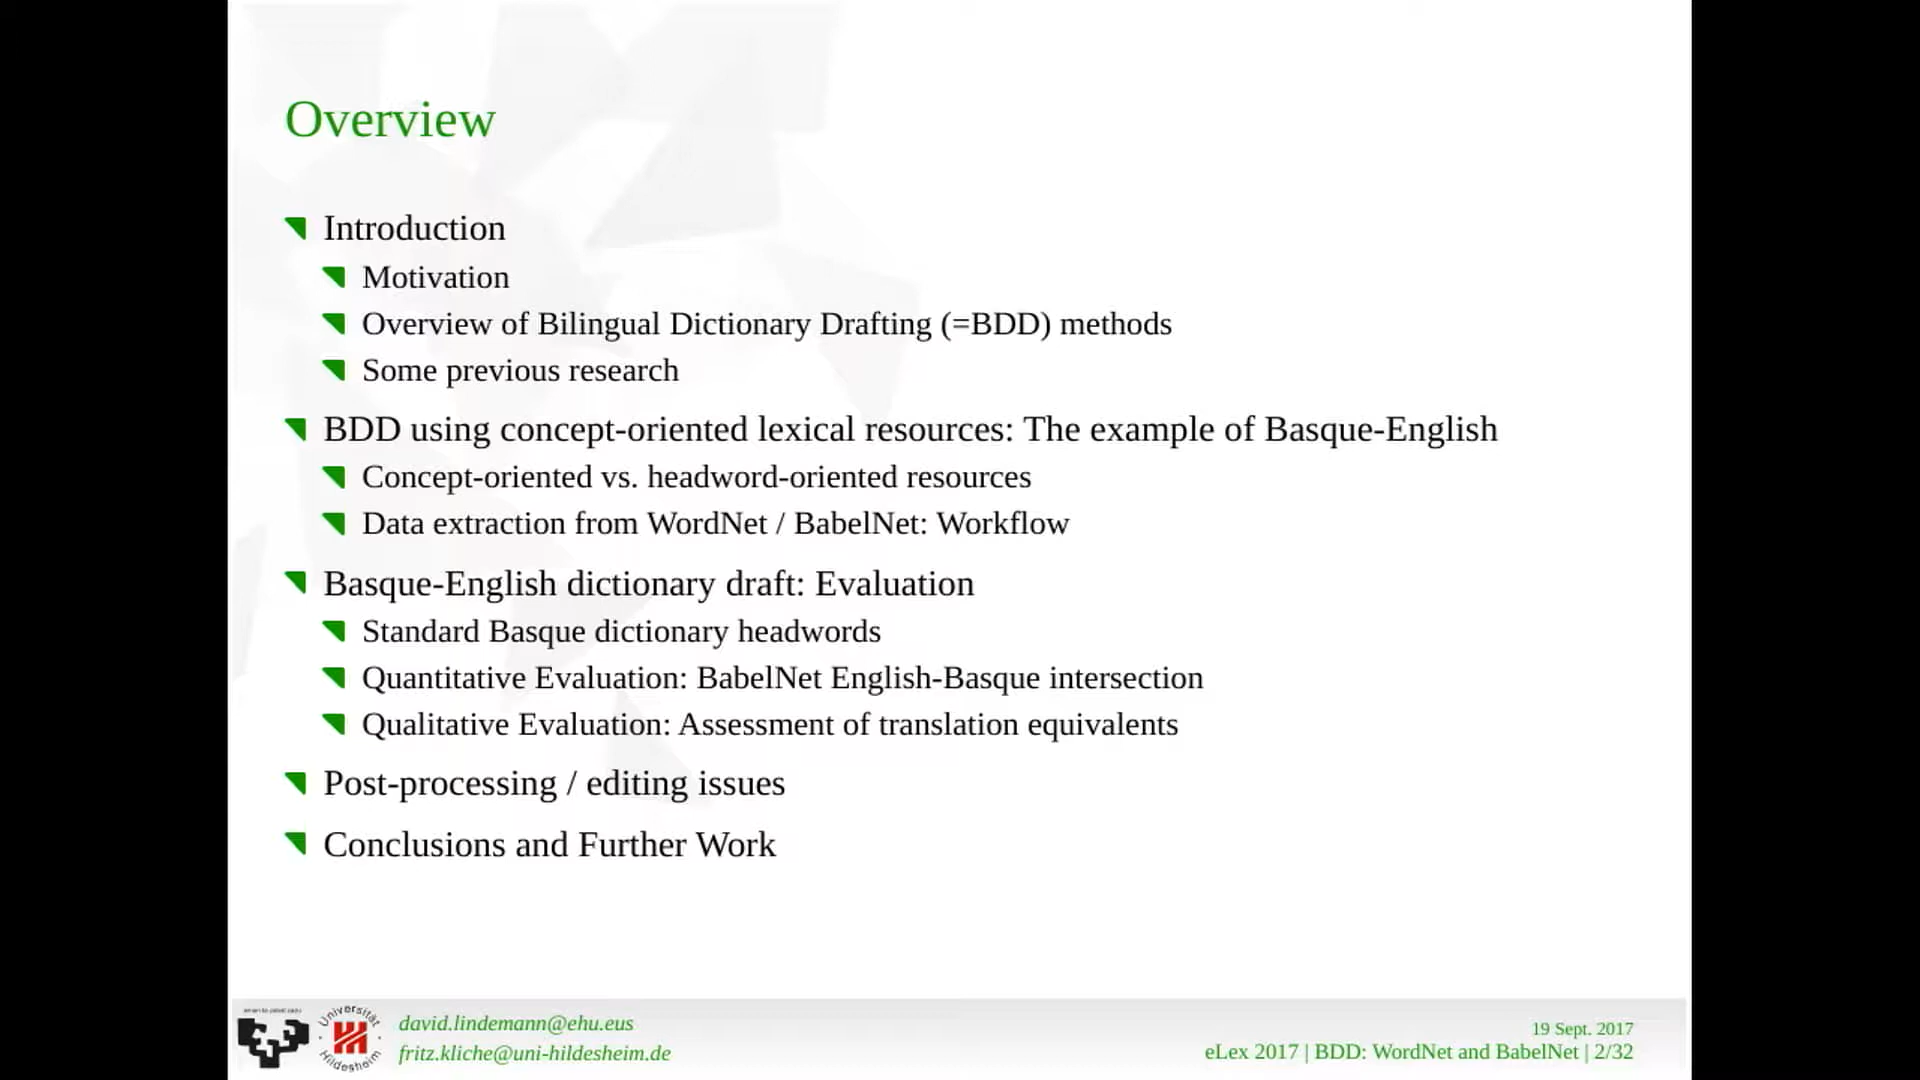 Overview
Introduction
Motivation
Overview of Bilingual Dictionary Drafting (=BDD) methods
Some previous research
BDD using concept-oriented lexical resources: The example of Basque-English
Concept-oriented vs. headword-oriented resources
Data extraction from WordNet / BabelNet: Workflow
Basque-English dictionary draft: Evaluation
Standard Basque dictionary headwords
Quantitative Evaluation: BabelNet English-Basque intersection
Qualitative Evaluation: Assessment of translation equivalents
Post-processing / editing issues
Conclusions and Further Work
Universität
Hildesheim
david.lindemann@ehu.eus
fritz.kliche@uni-hildesheim.de
19 Sept. 2017
eLex 2017 | BDD: WordNet and BabelNet | 2/32